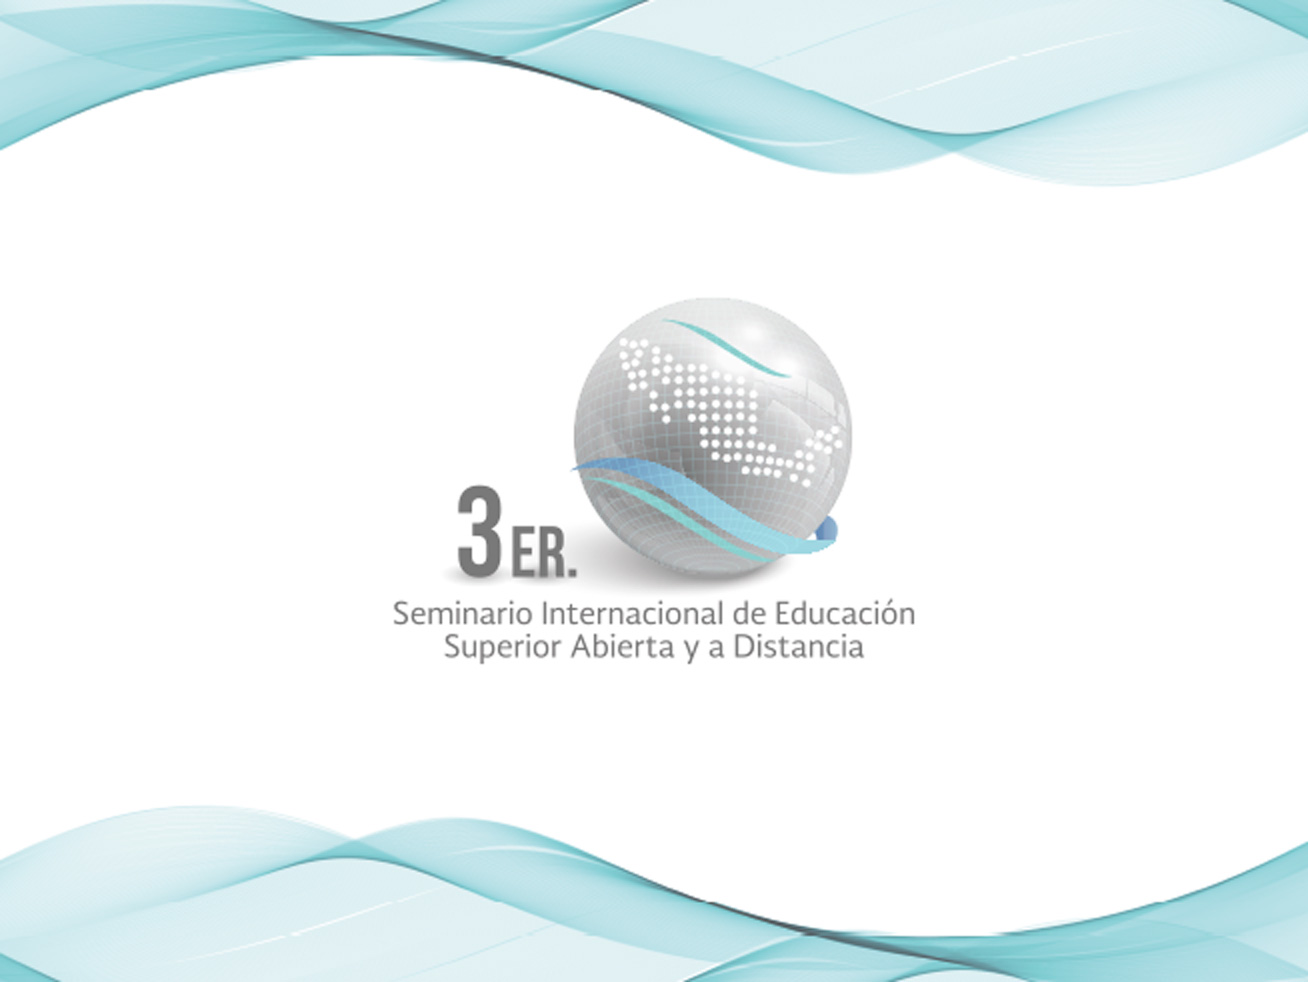 3ER.
Seminario Internacional de Educación
Superior Abierta y a Distancia